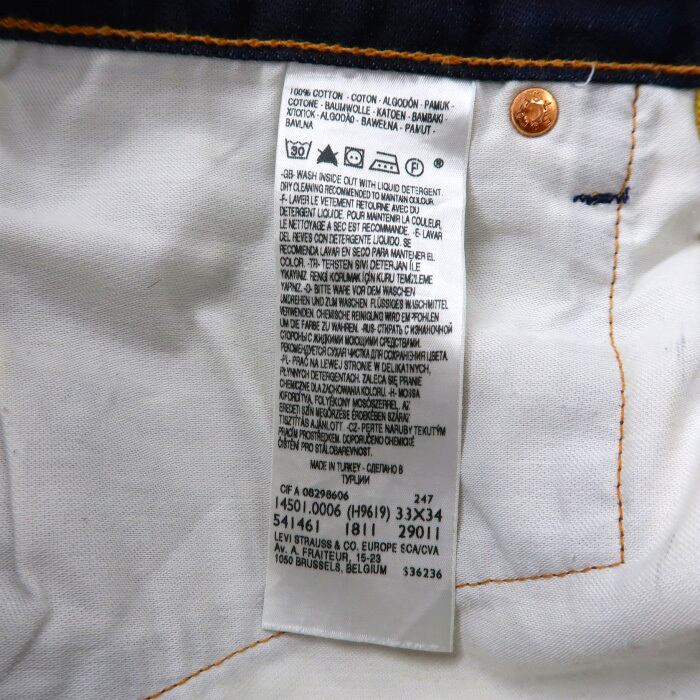 100% COTTON - COTON - ALGODÓN - PAMUK -
COTONE - BAUMWOLLE - KATOEN - BAMBAKI -
ХЛОПОК - ALGODÃO - BAWEŁNA - PAMUT -
BAVLNA
30 P ®
-GB- WASH INSIDE OUT WITH LIQUID DETERGENT.
DRY CLEANING RECOMMENDED TO MAINTAIN COLOUR.
-F- LAVER LE VETEMENT RETOURNE AVEC DU
DETERGENT LIQUIDE. POUR MAINTENIR LA COULEUR,
LE NETTOYAGE A SEC EST RECOMMANDE. -E- LAVAR
DEL REVES CON DETERGENTE LIQUIDO. SE
RECOMIENDA LAVAR EN SECO PARA MANTENER EL
COLOR. -TR- TERSTEN SIVI DETERJAN İLE
YIKAYINIZ. RENGİ KORUMAK İÇİN KURU TEMİZLEME
YAPINIZ. -D- BITTE WARE VOR DEM WASCHEN
UMDREHEN UND ZUM WASCHEN FLÜSSIGES WASCHMITTEL
VERWENDEN. CHEMISCHE REINIGUNG WIRD EMPFOHLEN
UM DIE FARBE ZU WAHREN. -RUS- СТИРАТЬ С ИЗНАНОЧНОЙ
СТОРОНЫ С ЖИДКИМИ МОЮЩИМИ СРЕДСТВАМИ.
РЕКОМЕНДУЕТСЯ СУХАЯ ЧИСТКА ДЛЯ СОХРАНЕНИЯ ЦВЕТА.
-PL- PRAĆ NA LEWEJ STRONIE W DELIKATNYCH,
PŁYNNYCH DETERGENTACH. ZALECA SIĘ PRANIE
CHEMICZNE DLA ZACHOWANIA KOLORU. -H- MOSSA
KIFORDÍTVA, FOLYÉKONY MOSÓSZERREL. AZ
EREDETI SZÍN MEGŐRZÉSE ÉRDEKÉBEN SZÁRAZ
TISZTÍTÁS AJÁNLOTT. -CZ- PERTE NARUBY TEKUTÝM
PRACÍM PROSTŘEDKEM. DOPORUČENO CHEMICKÉ
ČIŠTĚNÍ PRO STÁLOBAREVNOST.
MADE IN TURKEY - СДЕЛАНО В
ТУРЦИИ
CIF A 08298606 247
14501.0006 (H9619) 33X34
541461 1811 29011
LEVI STRAUSS & CO. EUROPE SCA/CVA
Av. A. FRAITEUR, 15-23
1050 BRUSSELS, BELGIUM S36236